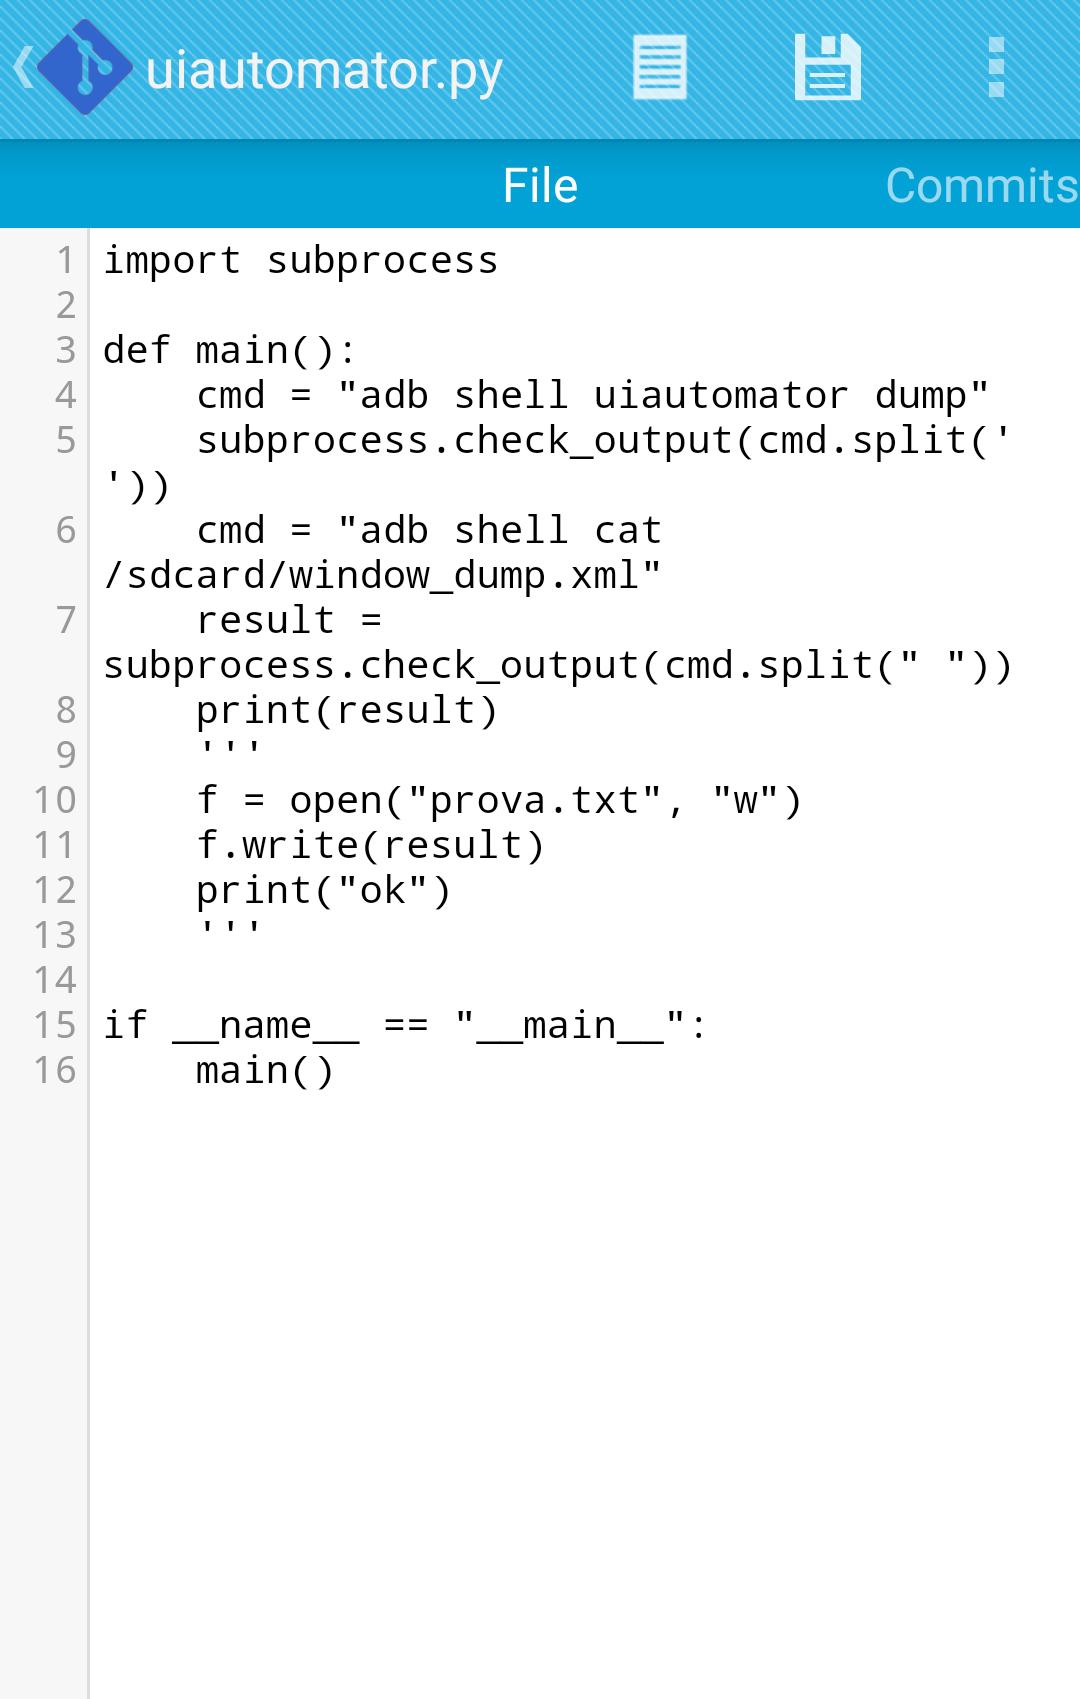 uiautomator.py
File Commits
1 import subprocess
2
3 def main():
4     cmd = "adb shell uiautomator dump"
5     subprocess.check_output(cmd.split('
'))
6     cmd = "adb shell cat
/sdcard/window_dump.xml"
7     result =
subprocess.check_output(cmd.split(" "))
8     print(result)
9     '''
10     f = open("prova.txt", "w")
11     f.write(result)
12     print("ok")
13     '''
14
15 if __name__ == "__main__":
16     main()